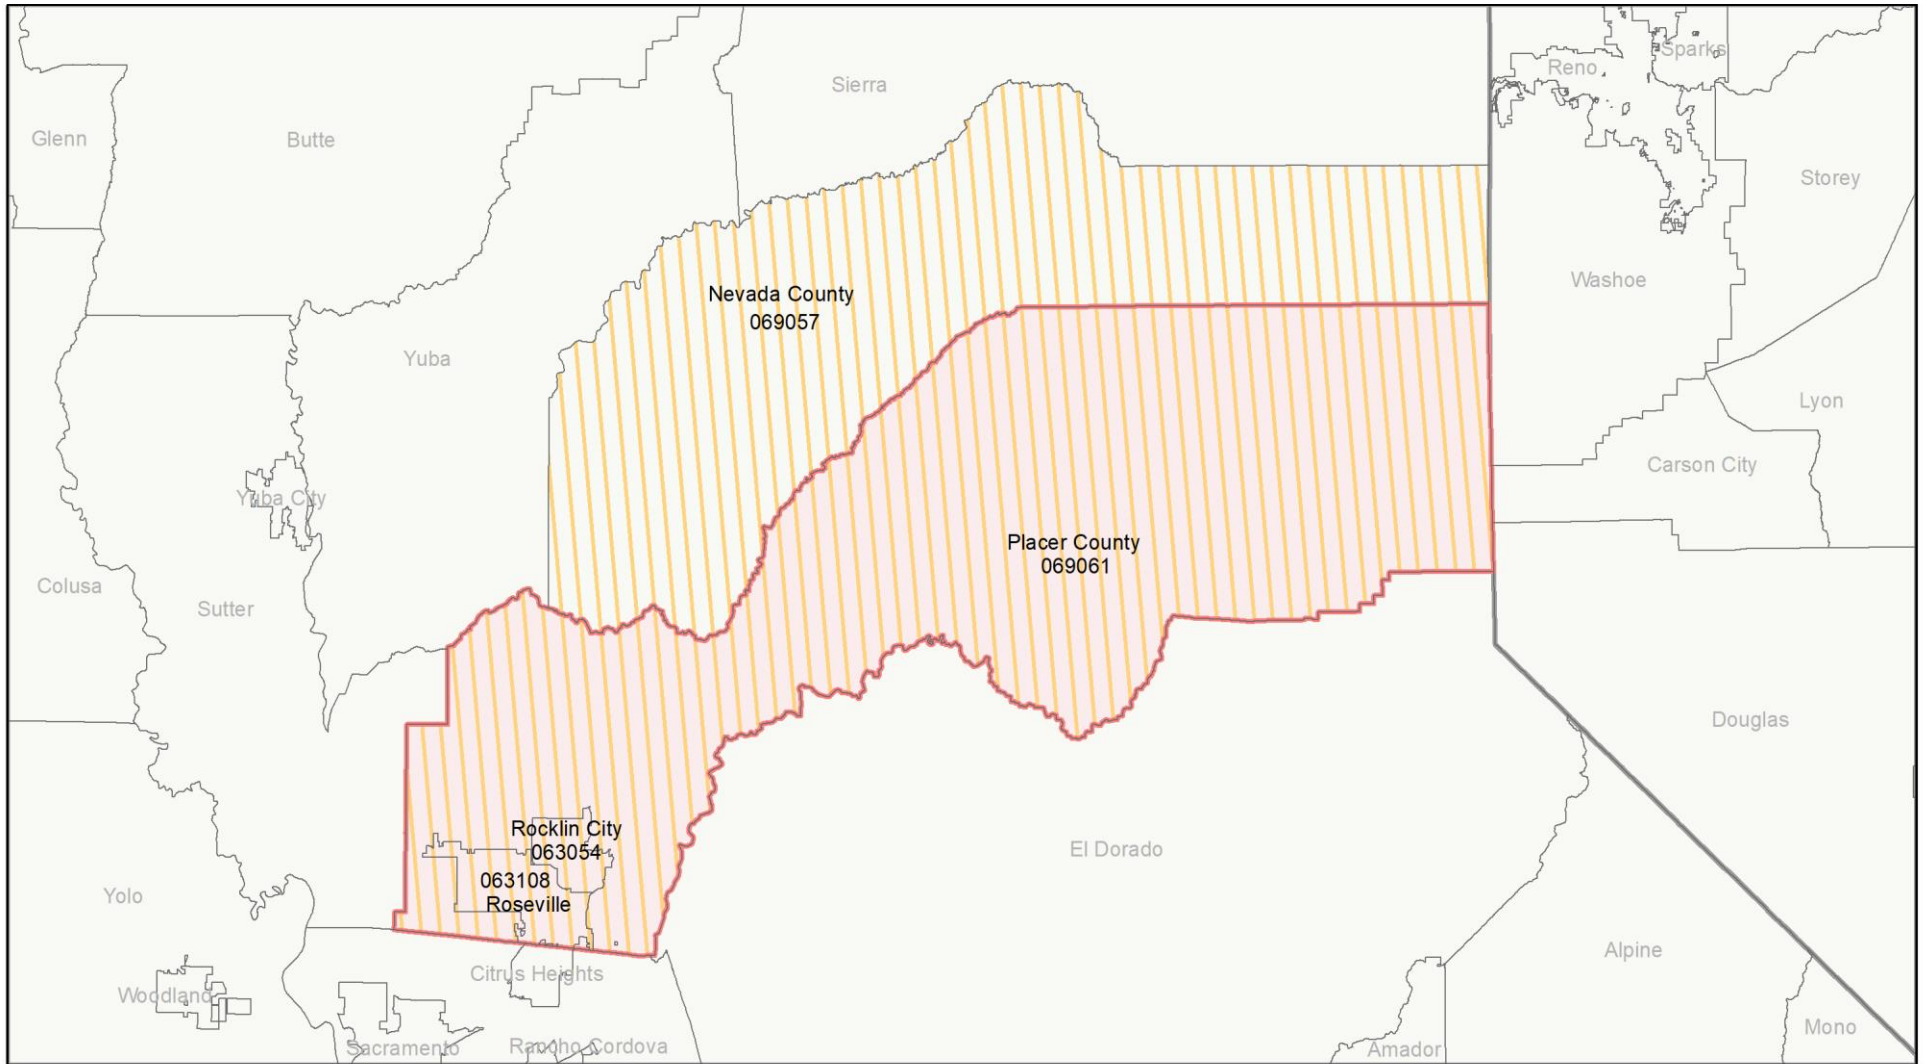 Sparks
Reno
Sierra
Glenn
Butte
Storey
Washoe
Nevada County
069057
Yuba
Lyon
Carson City
Yuba City
Placer County
069061
Colusa
Sutter
Douglas
Rocklin City
063054
El Dorado
063108
Roseville
Yolo
Alpine
Citrus Heights
Woodland
Mono
Sacramento
Rancho Cordova
Amador